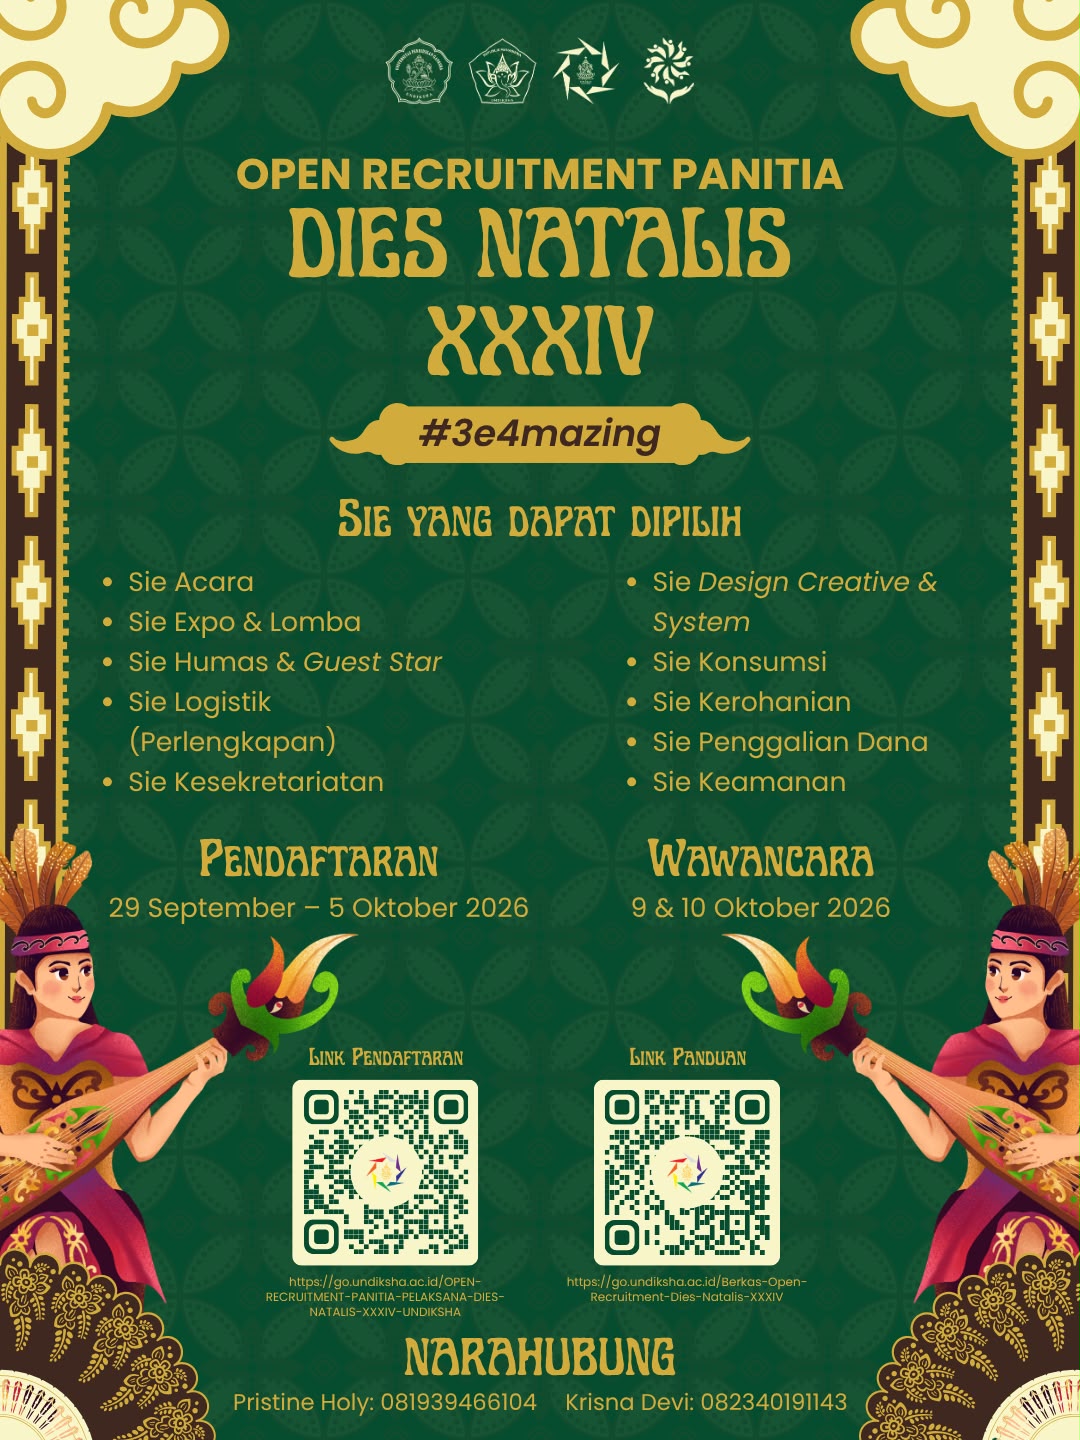 OPEN RECRUITMENT PANITIA
DIES NATALIS
XXXIV
#3e4mazing
SIE YANG DAPAT DIPILIH
• Sie Acara
• Sie Expo & Lomba
• Sie Humas & Guest Star
• Sie Logistik
(Perlengkapan)
• Sie Kesekretariatan
• Sie Design Creative &
System
• Sie Konsumsi
• Sie Kerohanian
• Sie Penggalian Dana
• Sie Keamanan
PENDAFTARAN
29 September – 5 Oktober 2026
WAWANCARA
9 & 10 Oktober 2026
LINK PENDAFTARAN
https://go.undiksha.ac.id/OPEN-
RECRUITMENT-PANITIA-PELAKSANA-DIES-
NATALIS-XXXIV-UNDIKSHA
LINK PANDUAN
https://go.undiksha.ac.id/Berkas-Open-
Recruitment-Dies-Natalis-XXXIV
NARAHUBUNG
Pristine Holy: 081939466104 Krisna Devi: 082340191143